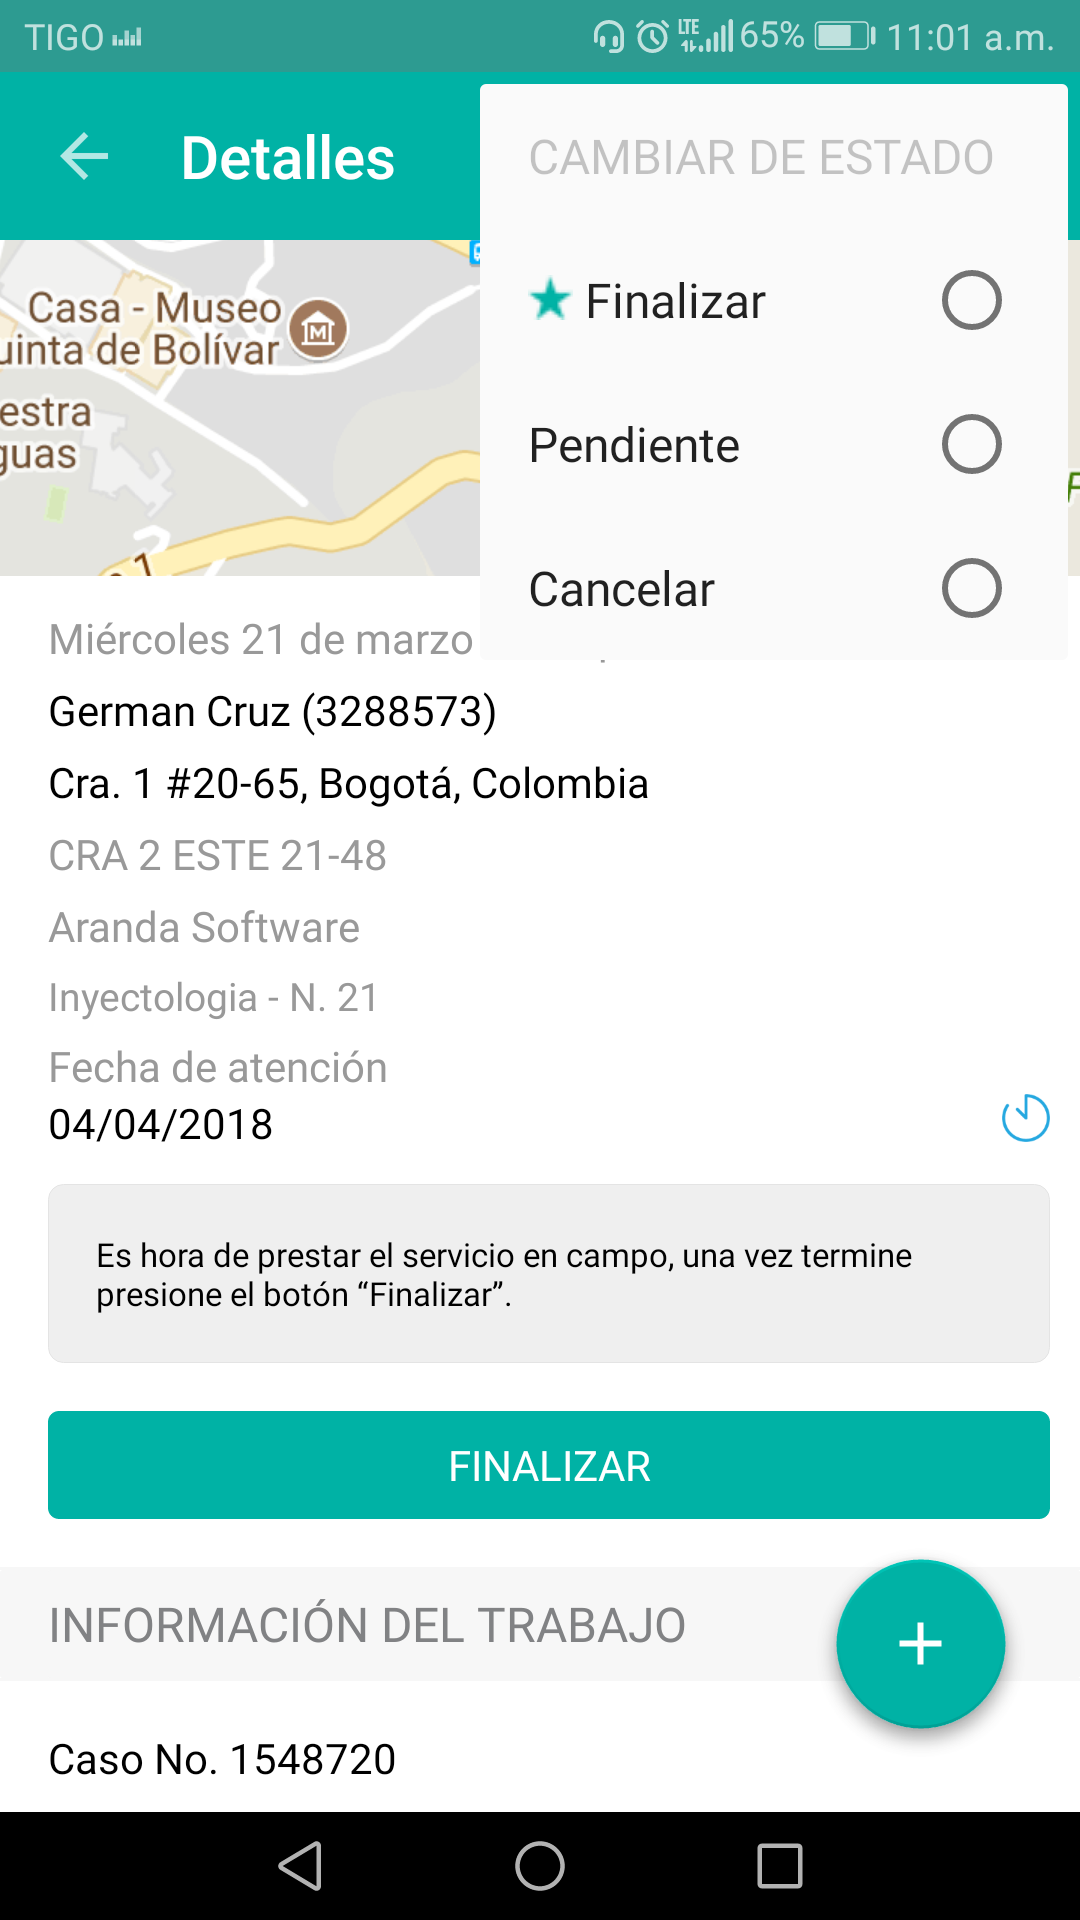 TIGO
LTE 65% 11:01 a.m.
Detalles
CAMBIAR DE ESTADO
Finalizar
Pendiente
Cancelar
Casa - Museo
uinta de Bolívar
estra
guas
Miércoles 21 de marzo
German Cruz (3288573)
Cra. 1 #20-65, Bogotá, Colombia
CRA 2 ESTE 21-48
Aranda Software
Inyectologia - N. 21
Fecha de atención
04/04/2018
Es hora de prestar el servicio en campo, una vez termine
presione el botón “Finalizar”.
FINALIZAR
INFORMACIÓN DEL TRABAJO
Caso No. 1548720